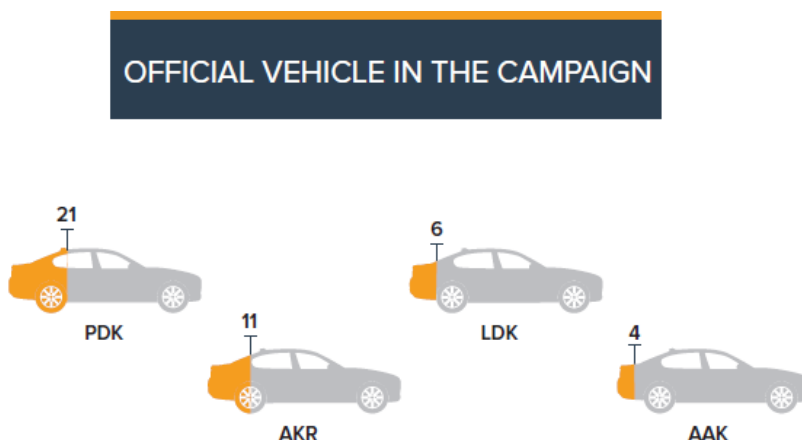 OFFICIAL VEHICLE IN THE CAMPAIGN
21
PDK
11
AKR
6
LDK
4
AAK